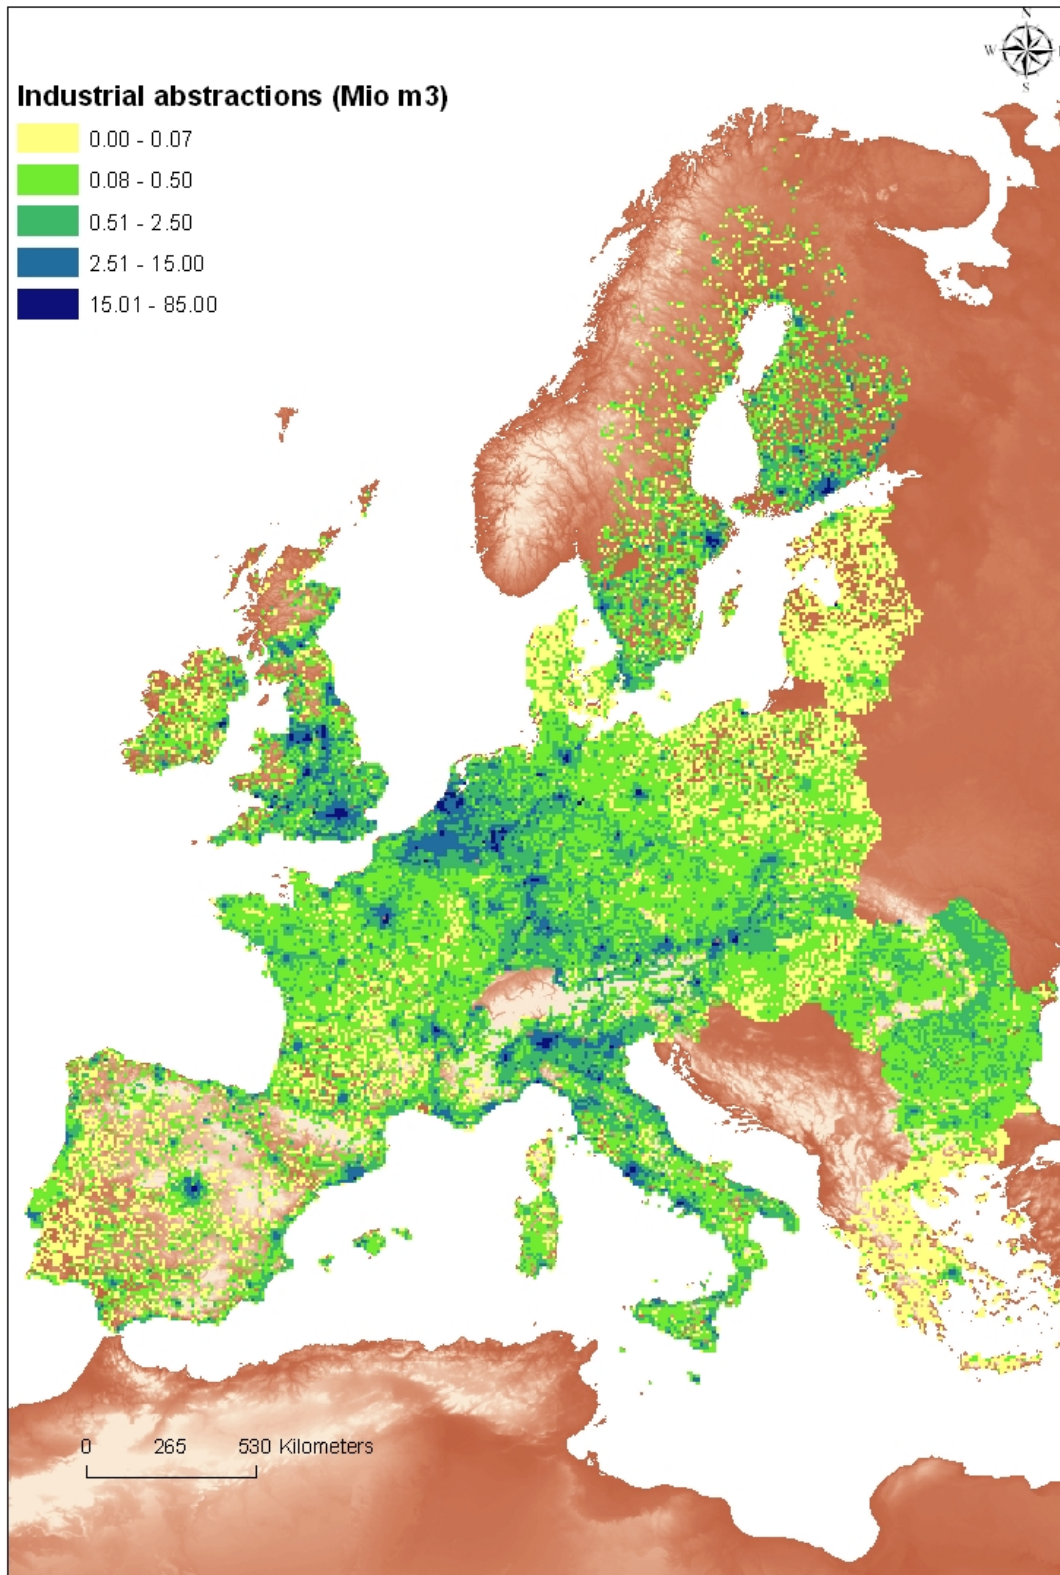 N
W
S
Industrial abstractions (Mio m3)
0.00 - 0.07
0.08 - 0.50
0.51 - 2.50
2.51 - 15.00
15.01 - 85.00
0 265 530 Kilometers